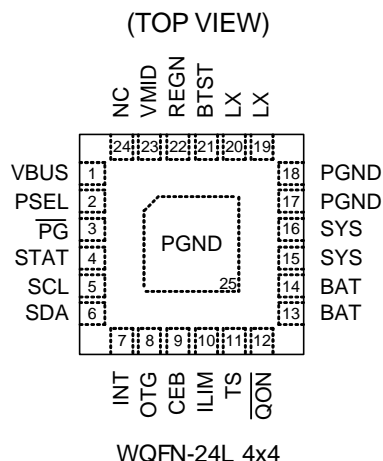 (TOP VIEW)
NC VMID REGN BTST LX LX
24 23 22 21 20 19
VBUS 1 18 PGND
PSEL 2 17 PGND
PG 3 16 SYS
STAT 4 15 SYS
SCL 5 14 BAT
SDA 6 13 BAT
PGND
25
7 8 9 10 11 12
INT OTG CEB ILIM TS QON
WQFN-24L 4x4